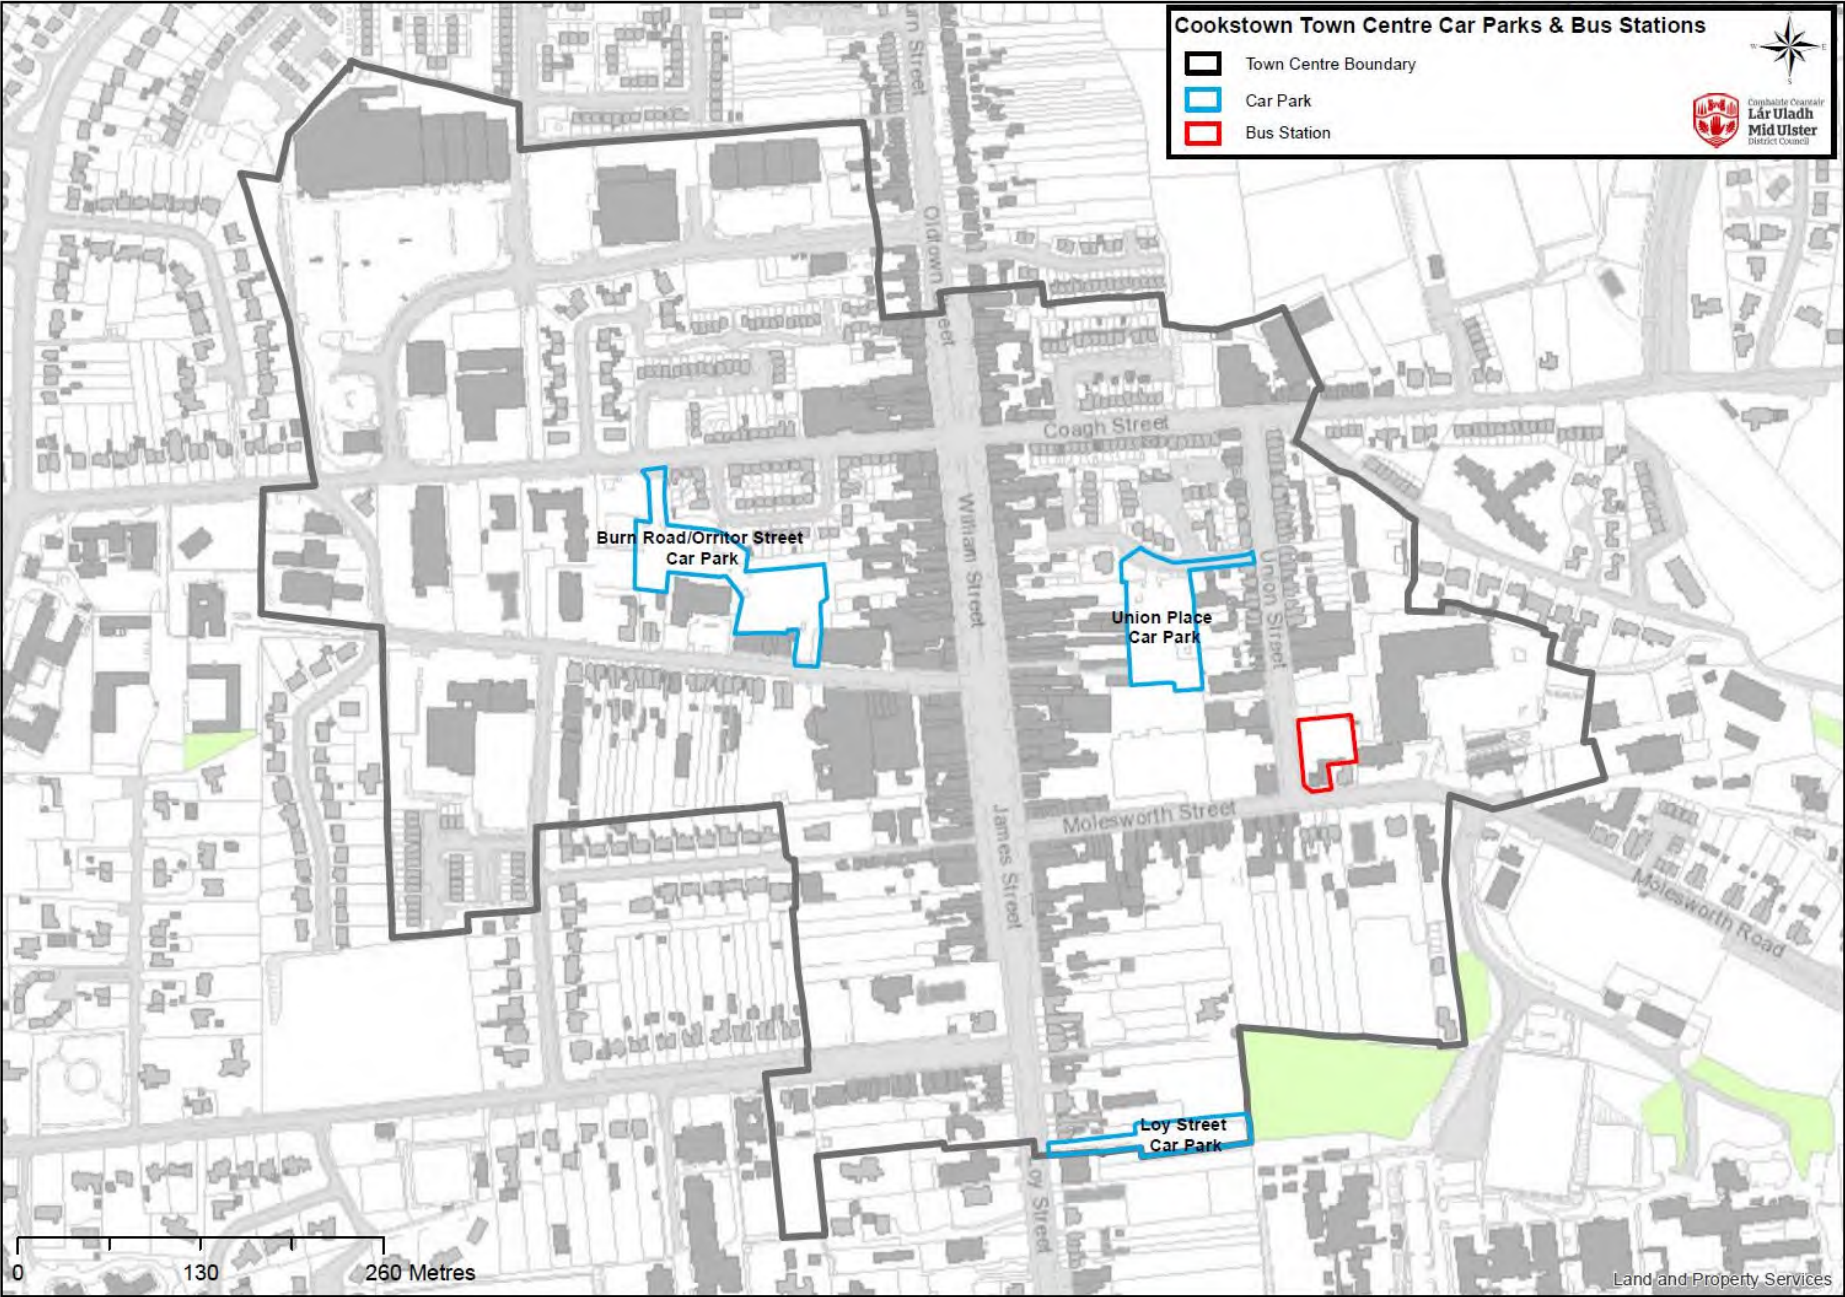 Cookstown Town Centre Car Parks & Bus Stations
Town Centre Boundary
Car Park
Bus Station
W
E
S
Comhairle Ceantair
Lár Uladh
Mid Ulster
District Council
urn Street
Oldtown Street
Coagh Street
William Street
Burn Road/Orritor Street
Car Park
Union Place
Car Park
Union Street
Molesworth Street
James Street
Molesworth Road
Loy Street
Car Park
oy Street
0
130
260 Metres
Land and Property Services